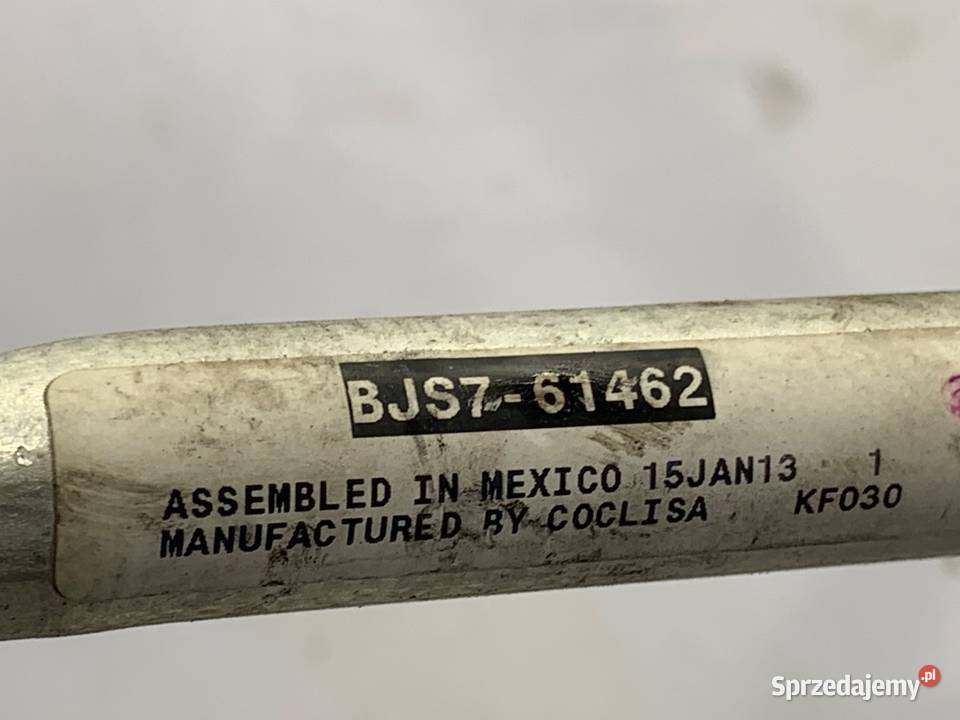 BJS7-61462
ASSEMBLED IN MEXICO 15JAN13 1
MANUFACTURED BY COCLISA KF030
Sprzedajemy.pl